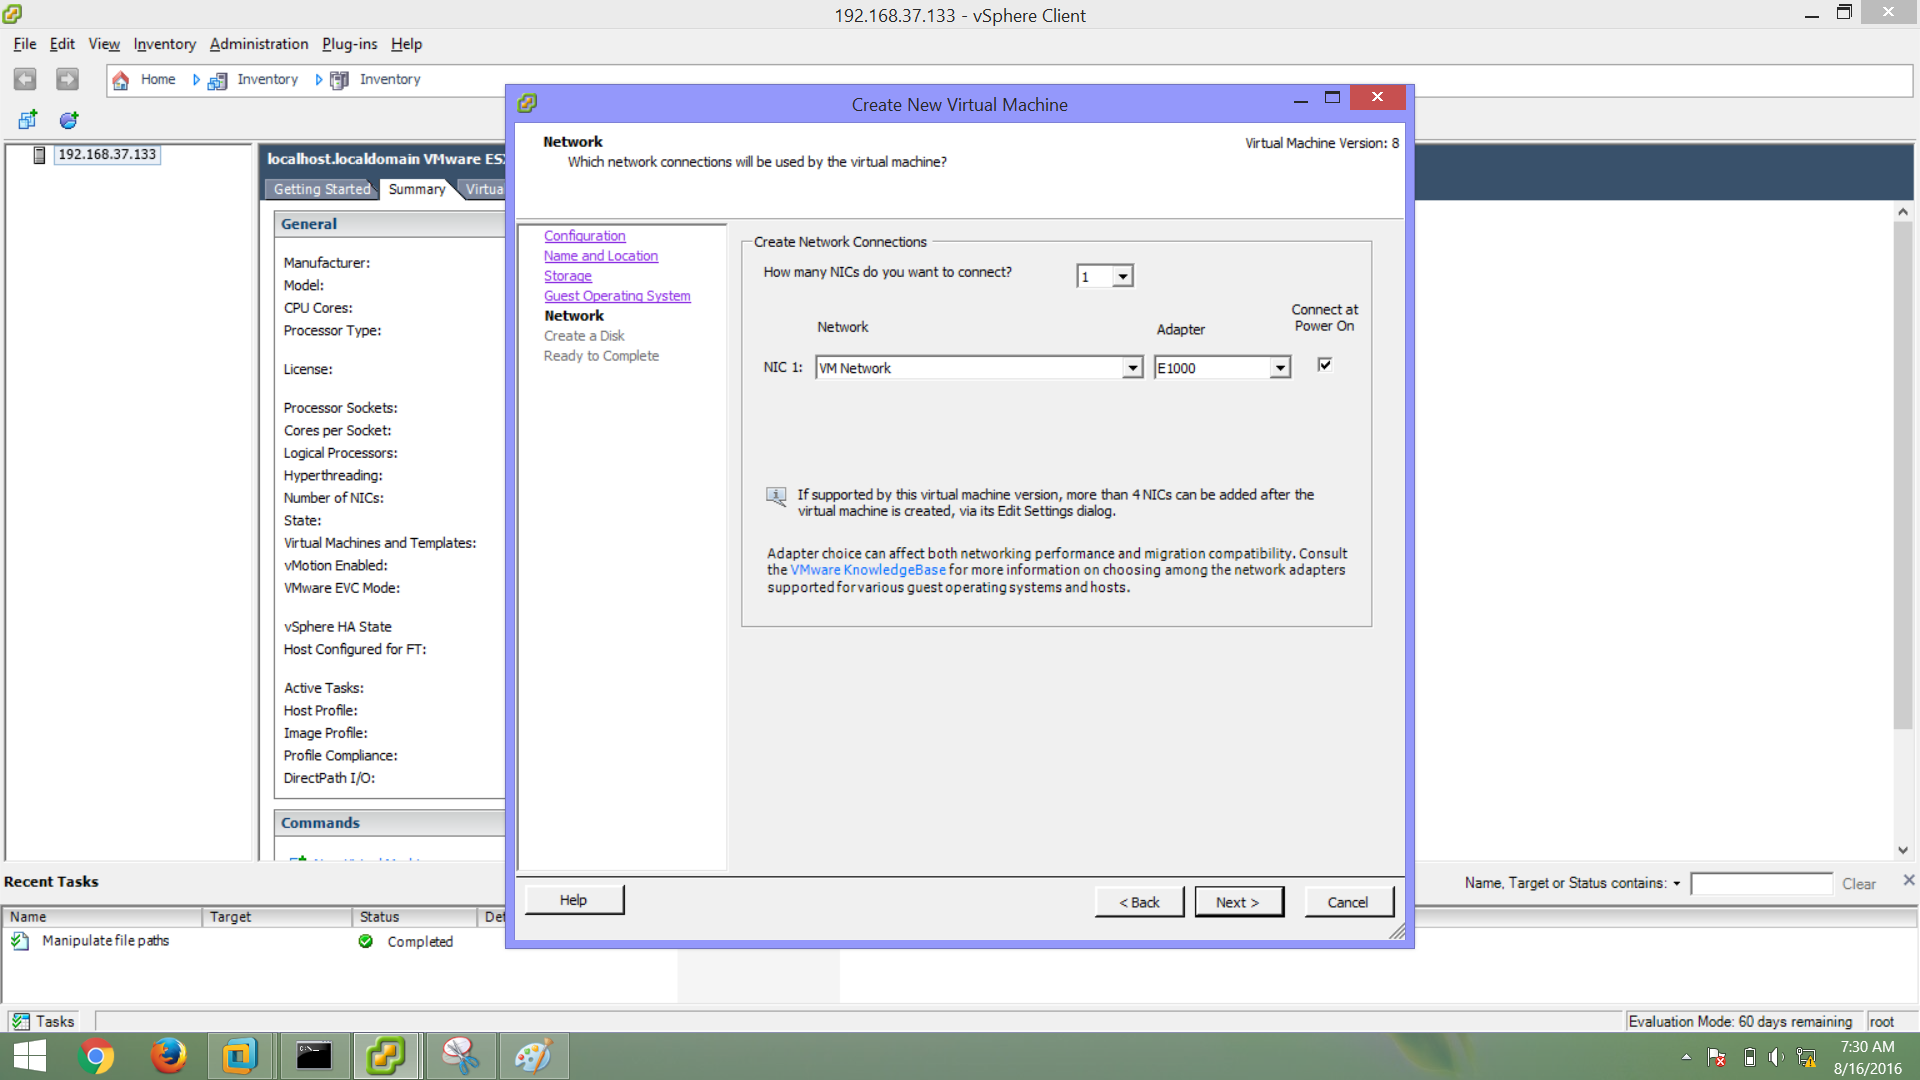 192.168.37.133 - vSphere Client
File Edit View Inventory Administration Plug-ins Help
Home Inventory Inventory
192.168.37.133
localhost.localdomain VMware
Getting Started Summary
General
Manufacturer:
Model:
CPU Cores:
Processor Type:
License:
Processor Sockets:
Cores per Socket:
Logical Processors:
Hyperthreading:
Number of NICs:
State:
Virtual Machines and Templates:
vMotion Enabled:
VMware EVC Mode:
vSphere HA State
Host Configured for FT:
Active Tasks:
Host Profile:
Image Profile:
Profile Compliance:
DirectPath I/O:
Commands
Create New Virtual Machine
Network
Which network connections will be used by the virtual machine?
Virtual Machine Version: 8
Configuration
Name and Location
Storage
Guest Operating System
Network
Create a Disk
Ready to Complete
Create Network Connections
How many NICs do you want to connect? 1
Network Adapter Connect at
Power On
NIC 1: VM Network E1000
If supported by this virtual machine version, more than 4 NICs can be added after the
virtual machine is created, via its Edit Settings dialog.
Adapter choice can affect both networking performance and migration compatibility. Consult
the VMware KnowledgeBase for more information on choosing among the network adapters
supported for various guest operating systems and hosts.
Help < Back Next > Cancel
Recent Tasks
Name, Target or Status contains: Clear
Name Target Status
Manipulate file paths Completed
Tasks
Evaluation Mode: 60 days remaining root
7:30 AM
8/16/2016